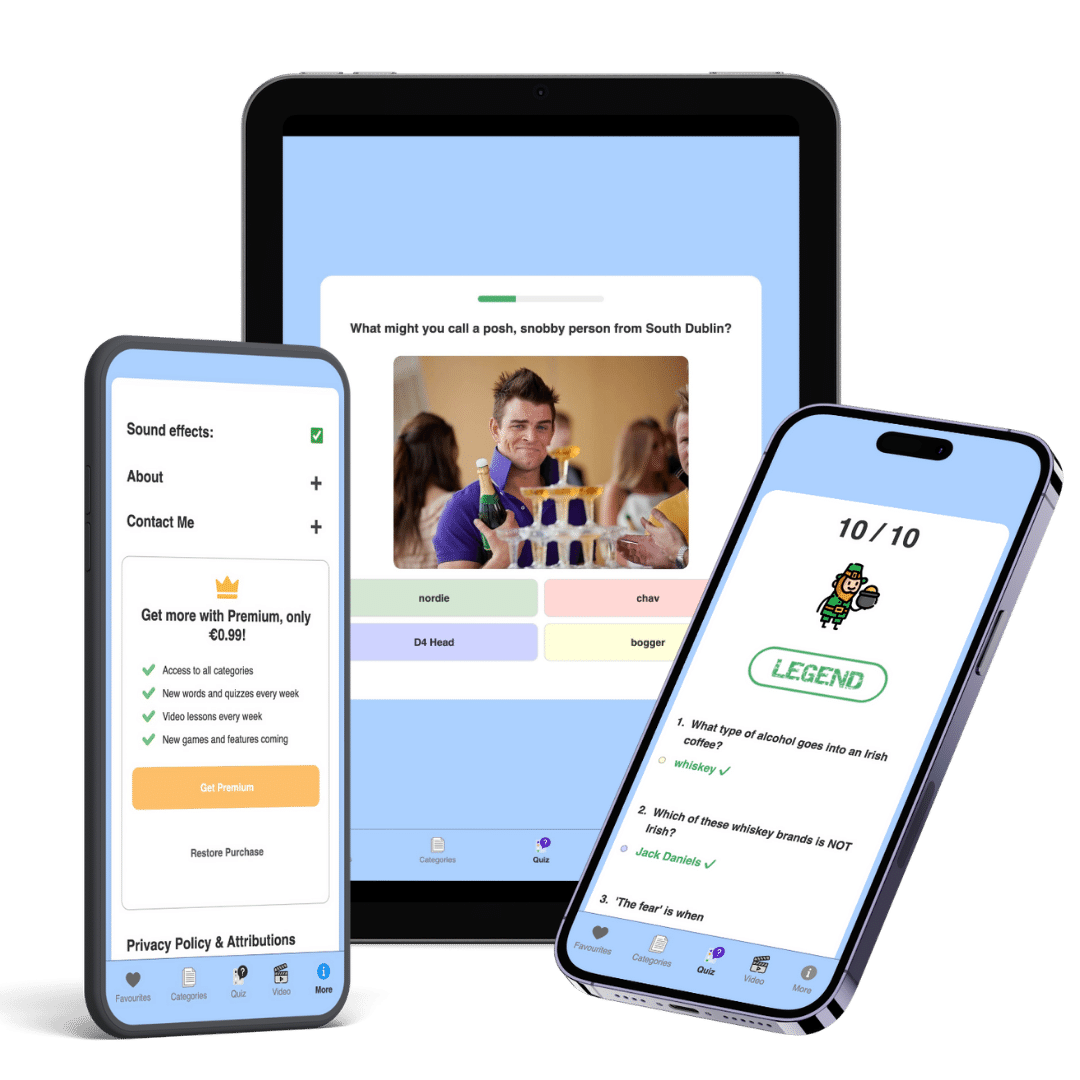 What might you call a posh, snobby person from South Dublin?
nordie
chav
D4 Head
bogger
Categories
Quiz
Sound effects:
About
+
Contact Me
+
Get more with Premium, only
€0.99!
Access to all categories
New words and quizzes every week
Video lessons every week
New games and features coming
Get Premium
Restore Purchase
Privacy Policy & Attributions
Favourites
Categories
Quiz
Video
More
10 / 10
LEGEND
1. What type of alcohol goes into an Irish
coffee?
whiskey ✓
2. Which of these whiskey brands is NOT
Irish?
Jack Daniels ✓
3. 'The fear' is when
Favourites
Categories
Quiz
Video
More